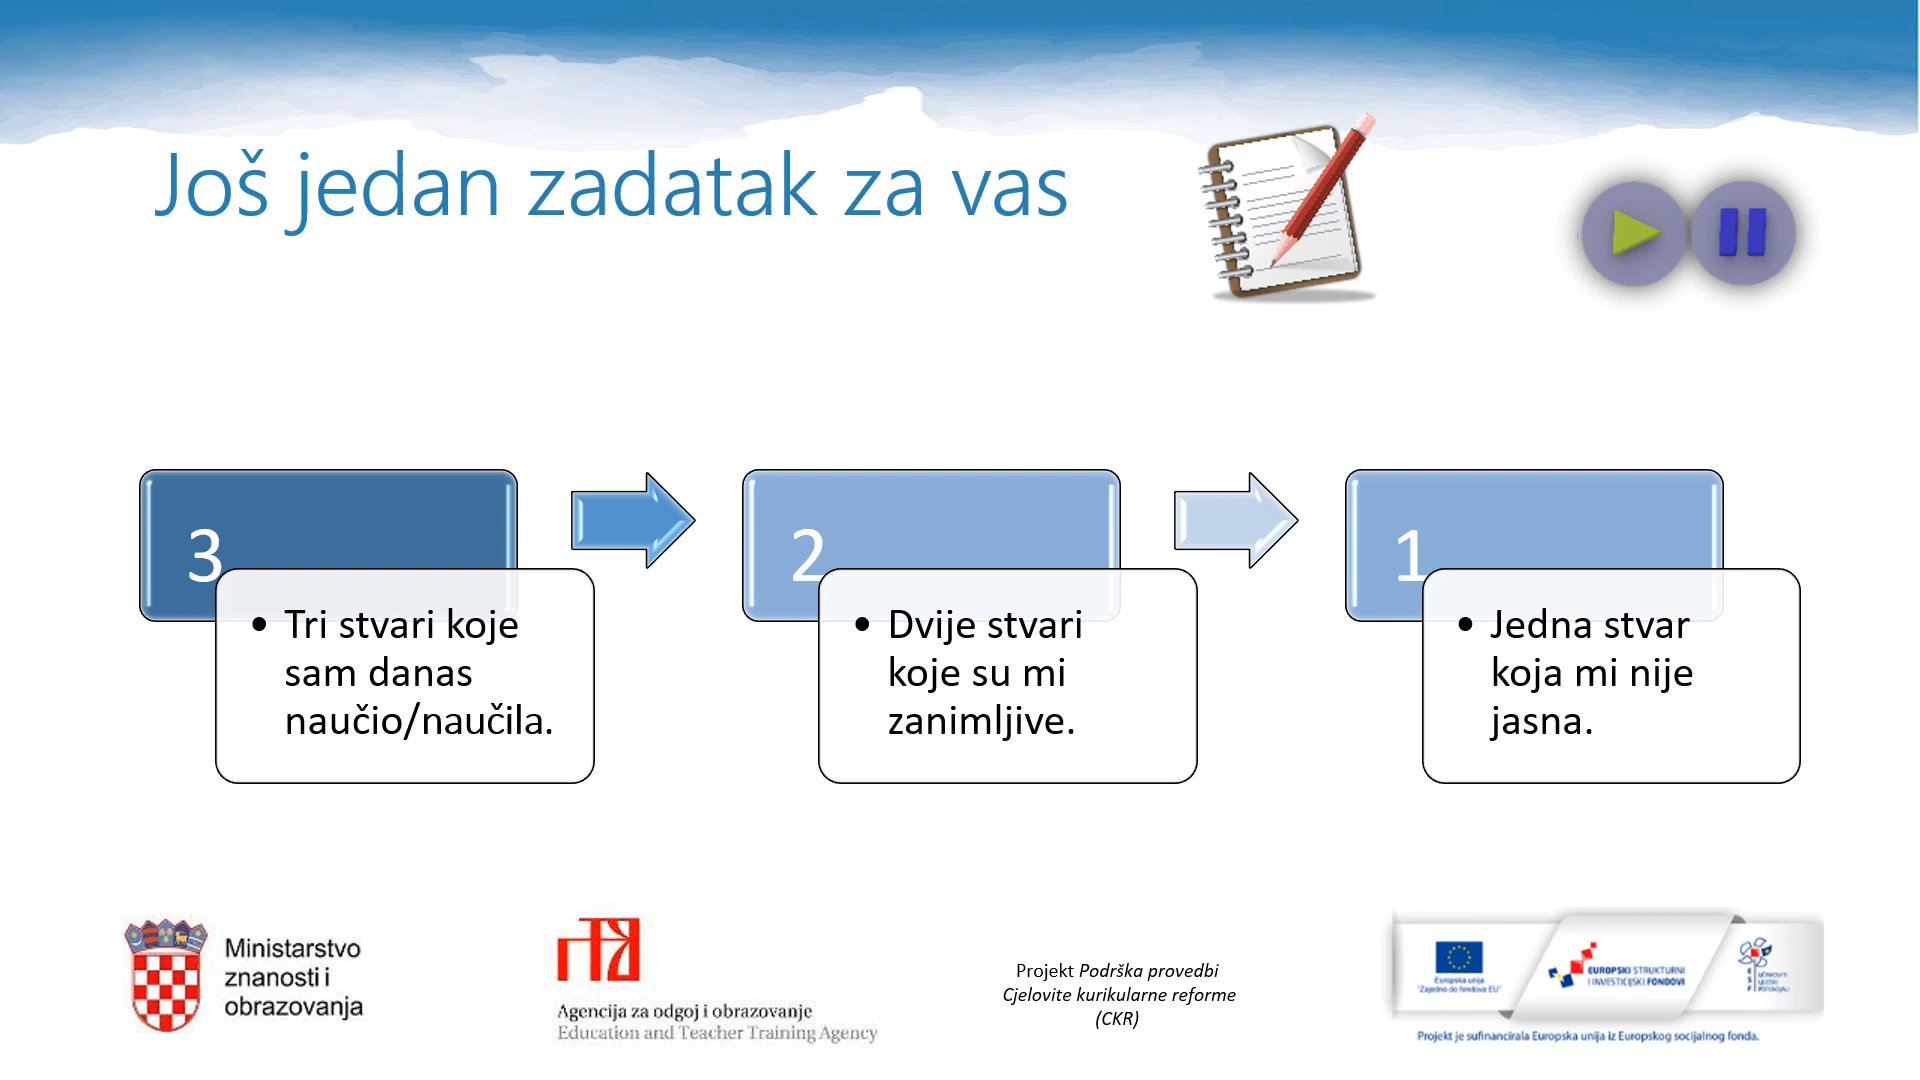 Još jedan zadatak za vas
3
• Tri stvari koje
sam danas
naučio/naučila.
2
• Dvije stvari
koje su mi
zanimljive.
1
• Jedna stvar
koja mi nije
jasna.
Ministarstvo
znanosti i
obrazovanja
Agencija za odgoj i obrazovanje
Education and Teacher Training Agency
Projekt Podrška provedbi
Cjelovite kurikularne reforme
(CKR)
Europska unija
"Zajedno do fondova EU"
EUROPSKI STRUKTURNI
I INVESTICIJSKI FONDOVI
Projekt je sufinancirala Europska unija iz Europskog socijalnog fonda.